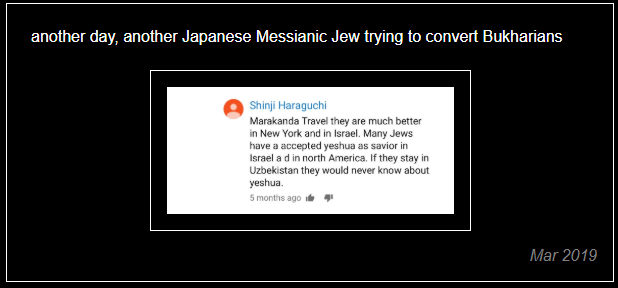 another day, another Japanese Messianic Jew trying to convert Bukharians
Shinji Haraguchi
Marakanda Travel they are much better
in New York and in Israel. Many Jews
have a accepted yeshua as savior in
Israel a d in north America. If they stay in
Uzbekistan they would never know about
yeshua.
5 months ago
Mar 2019